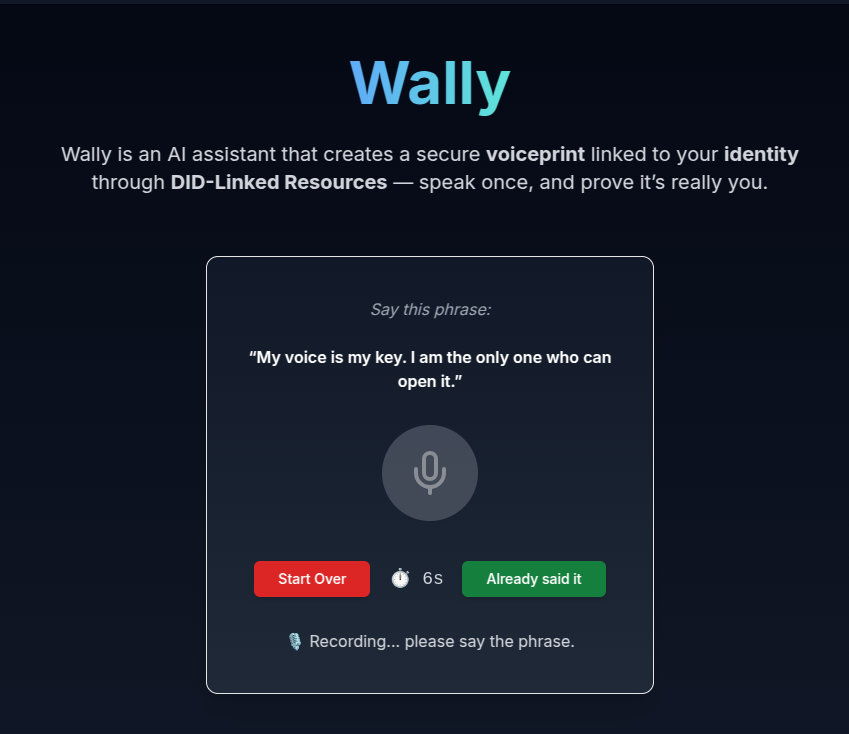 Wally
Wally is an AI assistant that creates a secure voiceprint linked to your identity
through DID-Linked Resources — speak once, and prove it’s really you.
Say this phrase:
“My voice is my key. I am the only one who can
open it.”
Start Over
6s
Already said it
Recording... please say the phrase.